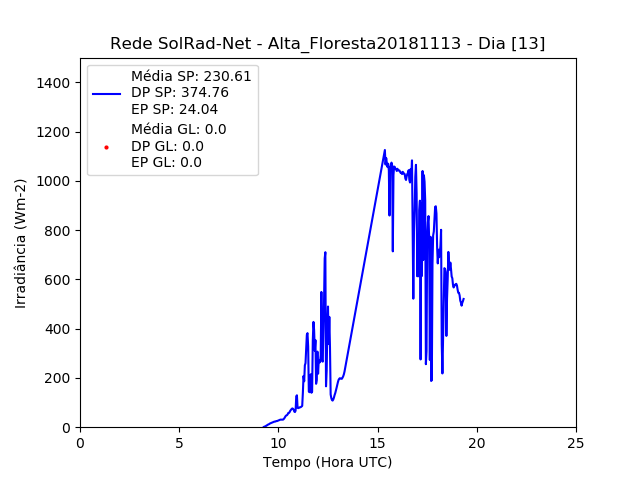 Rede SolRad-Net - Alta_Floresta20181113 - Dia [13]
Média SP: 230.61
DP SP: 374.76
EP SP: 24.04
Média GL: 0.0
DP GL: 0.0
EP GL: 0.0
Irradiância (Wm-2)
1400
1200
1000
800
600
400
200
0
0 5 10 15 20 25
Tempo (Hora UTC)